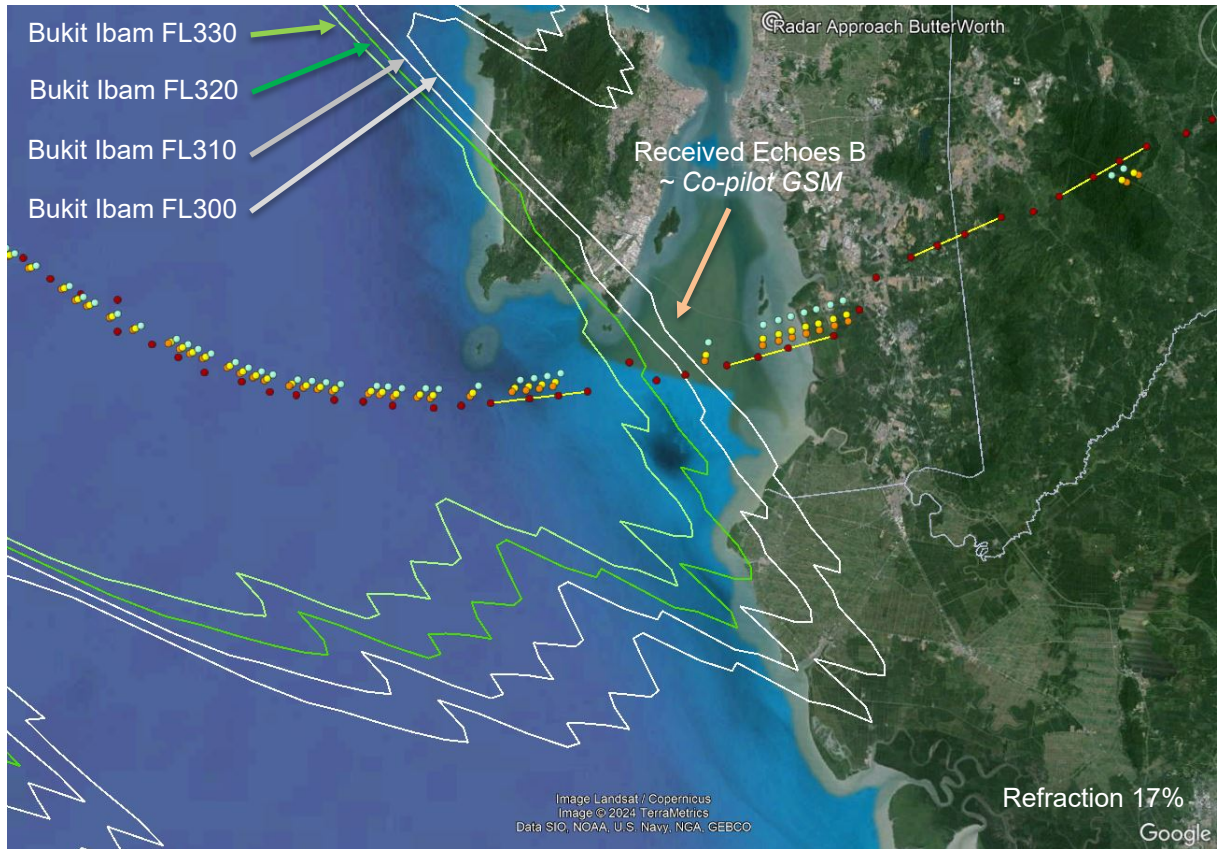 Bukit Ibam FL330
Bukit Ibam FL320
Bukit Ibam FL310
Bukit Ibam FL300
Radar Approach ButterWorth
Received Echoes B
~ Co-pilot GSM
Refraction 17%
Image Landsat / Copernicus
Image © 2024 TerraMetrics
Data SIO, NOAA, U.S. Navy, NGA, GEBCO
Google